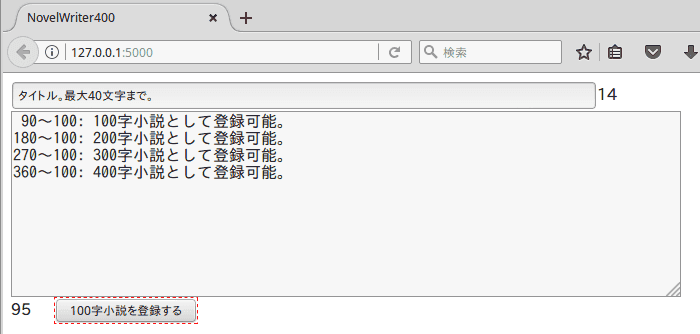 NovelWriter400
127.0.0.1:5000
検索
タイトル。最大40文字まで。 14
90〜100: 100字小説として登録可能。
180〜100: 200字小説として登録可能。
270〜100: 300字小説として登録可能。
360〜100: 400字小説として登録可能。
95 100字小説を登録する